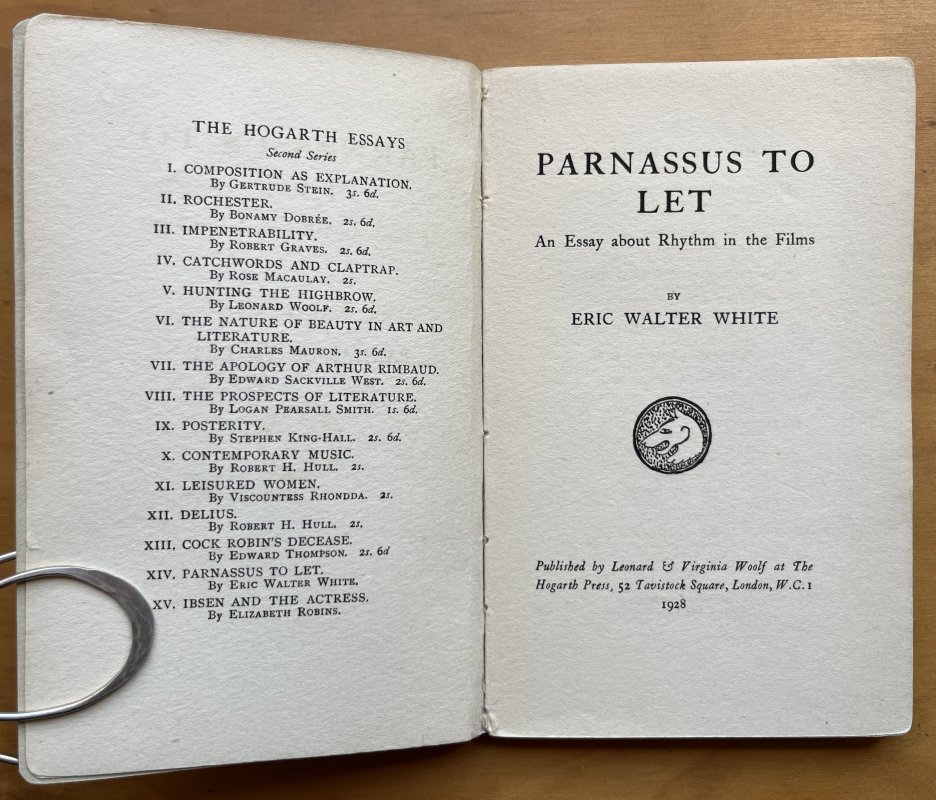 THE HOGARTH ESSAYS
Second Series
I. COMPOSITION AS EXPLANATION.
By GERTRUDE STEIN. 3s. 6d.
II. ROCHESTER.
By BONAMY DOBRÉE. 2s. 6d.
III. IMPENETRABILITY.
By ROBERT GRAVES. 2s. 6d.
IV. CATCHWORDS AND CLAPTRAP.
By ROSE MACAULAY. 2s.
V. HUNTING THE HIGHBROW.
By LEONARD WOOLF. 2s. 6d.
VI. THE NATURE OF BEAUTY IN ART AND
LITERATURE.
By CHARLES MAURON. 3s. 6d.
VII. THE APOLOGY OF ARTHUR RIMBAUD.
By EDWARD SACKVILLE WEST. 2s. 6d.
VIII. THE PROSPECTS OF LITERATURE.
By LOGAN PEARSALL SMITH. 1s. 6d.
IX. POSTERITY.
By STEPHEN KING-HALL. 2s. 6d.
X. CONTEMPORARY MUSIC.
By ROBERT H. HULL. 2s.
XI. LEISURED WOMEN.
By VISCOUNTESS RHONDDA. 2s.
XII. DELIUS.
By ROBERT H. HULL. 2s.
XIII. COCK ROBIN'S DECEASE.
By EDWARD THOMPSON. 2s. 6d
XIV. PARNASSUS TO LET.
By ERIC WALTER WHITE.
XV. IBSEN AND THE ACTRESS.
By ELIZABETH ROBINS.
PARNASSUS TO
LET
An Essay about Rhythm in the Films
BY
ERIC WALTER WHITE
Published by Leonard & Virginia Woolf at The
Hogarth Press, 52 Tavistock Square, London, W.C.1
1928